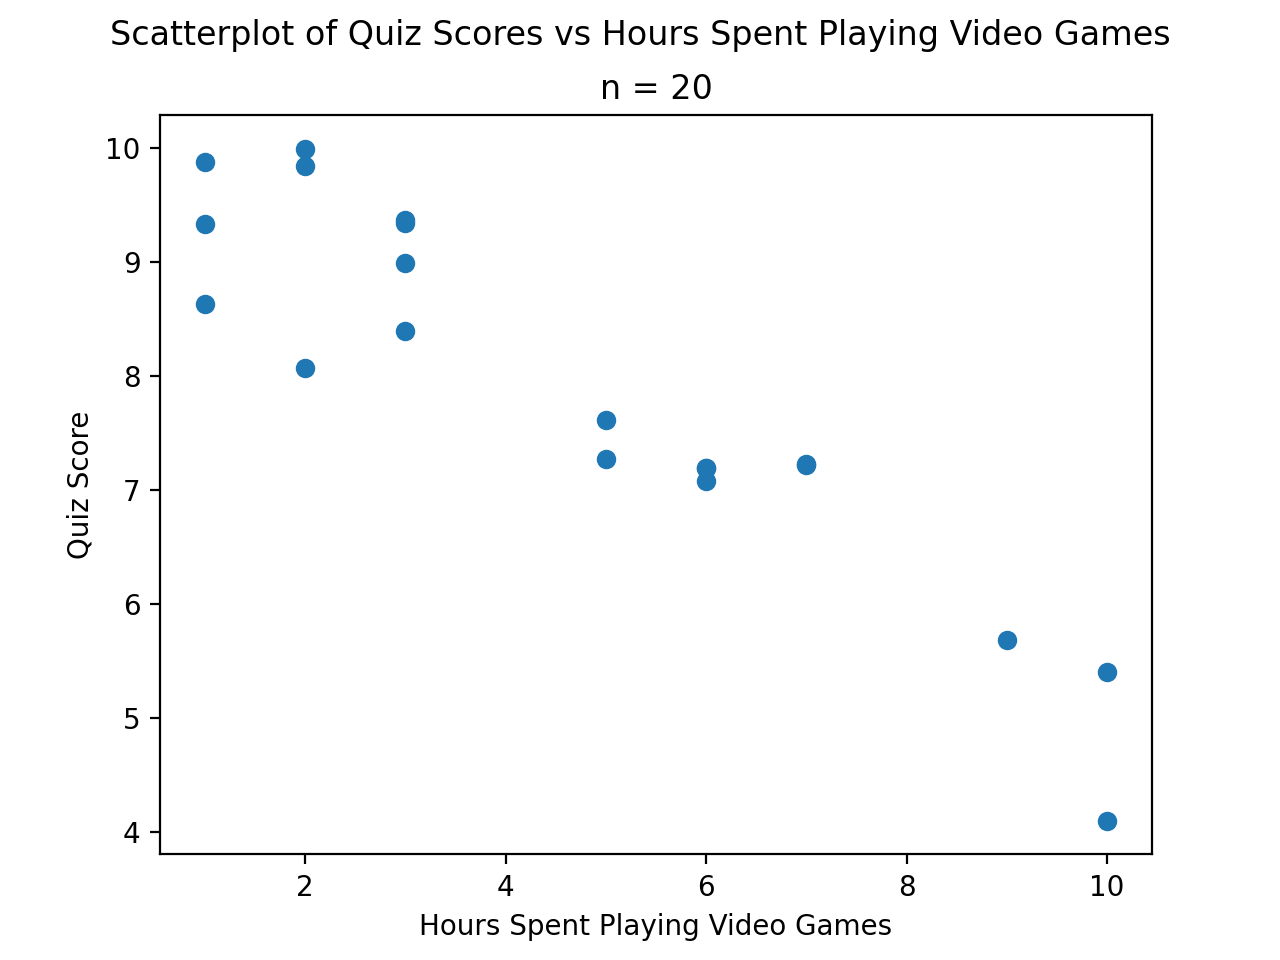 Scatterplot of Quiz Scores vs Hours Spent Playing Video Games
n = 20
10
9
8
7
6
5
4
Quiz Score
2 4 6 8 10
Hours Spent Playing Video Games